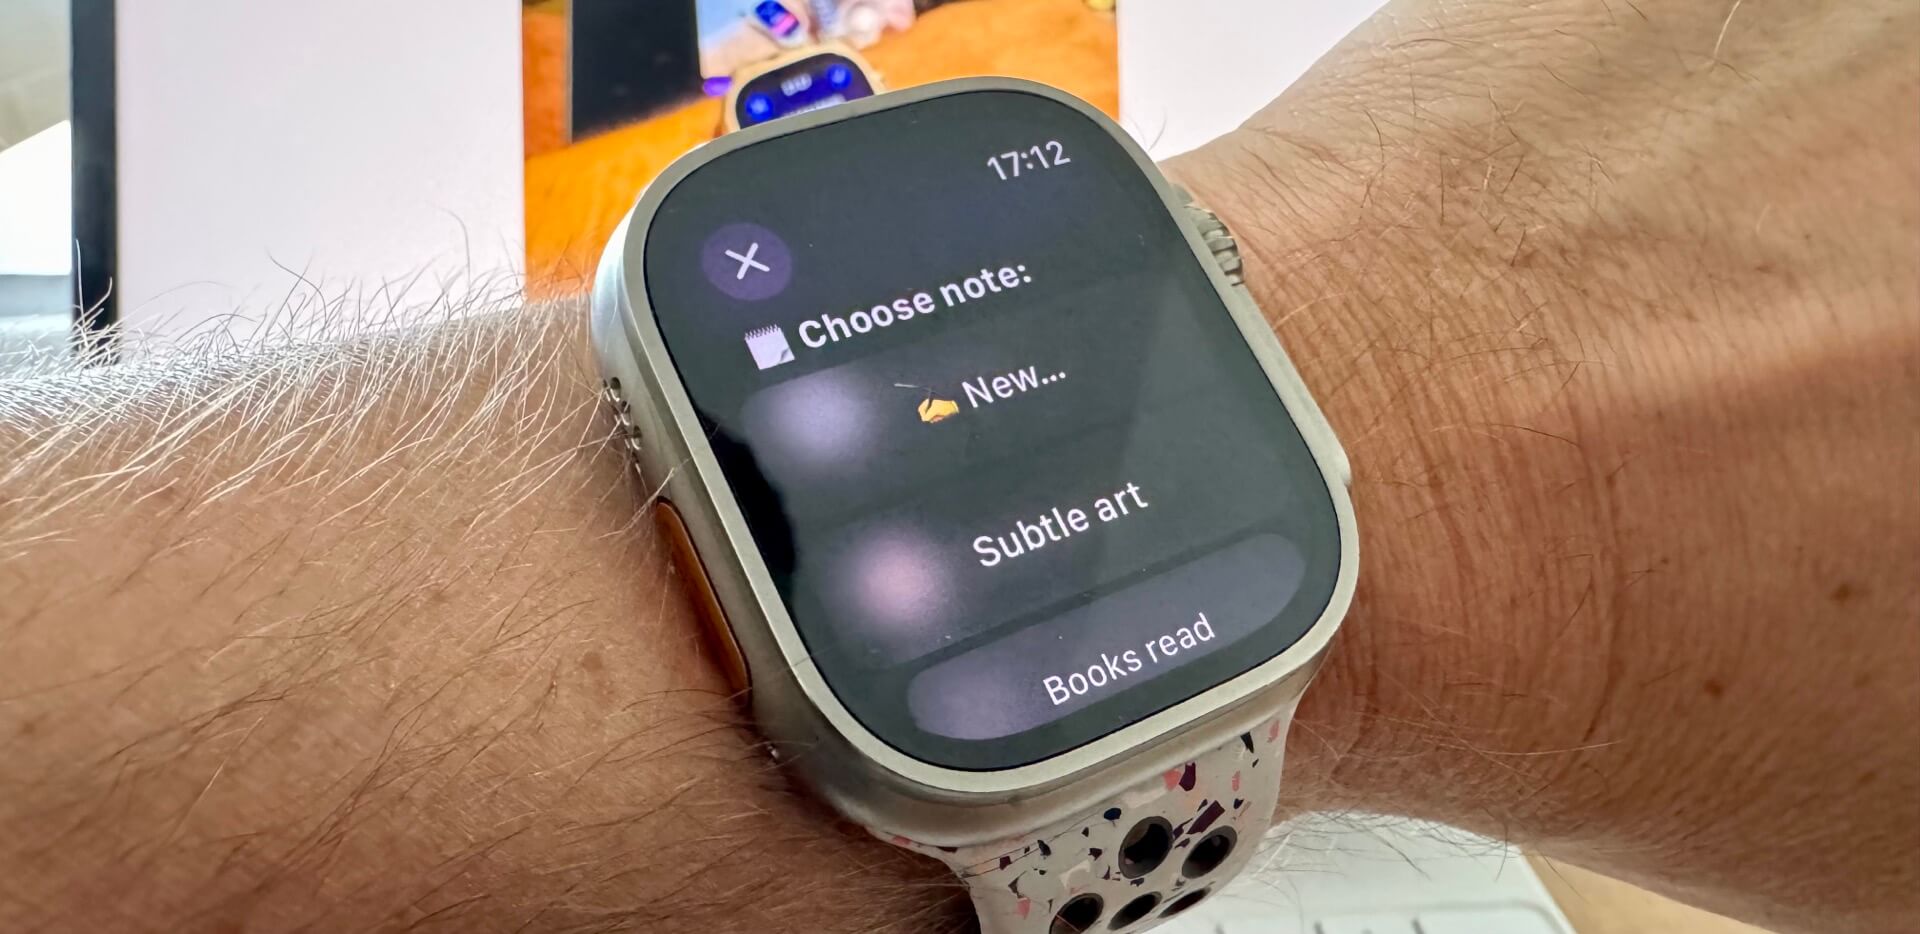 17:12
🗒️ Choose note:
✍️ New...
Subtle art
Books read